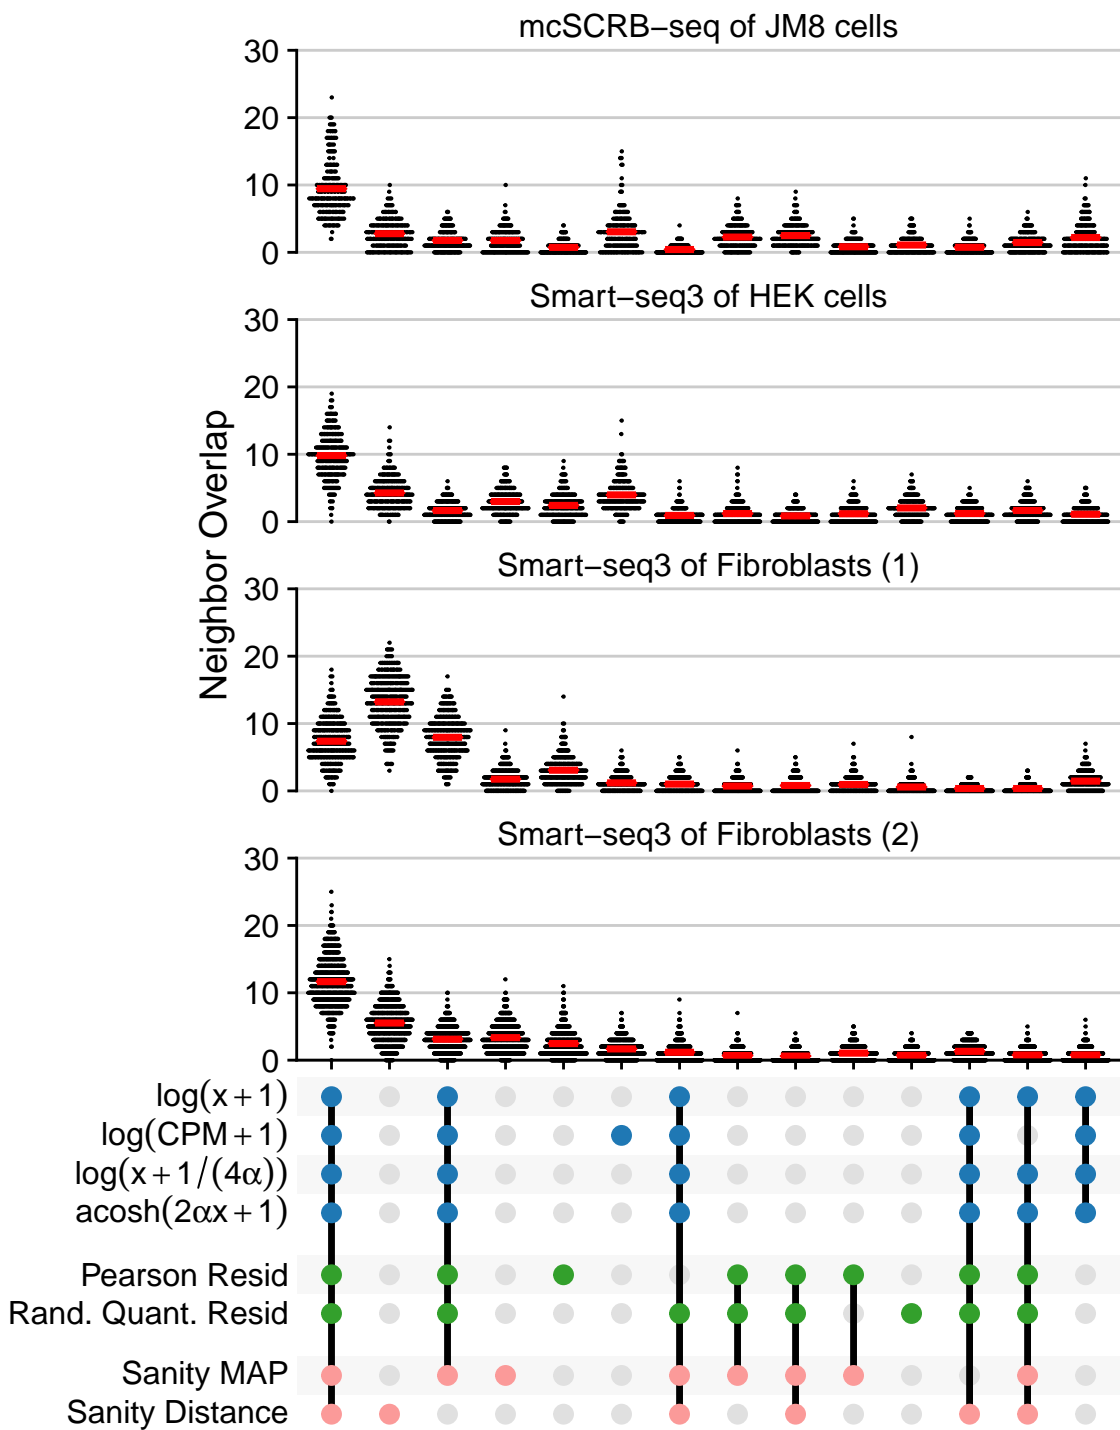 mcSCRB−seq of JM8 cells
30
20
10
0
Smart−seq3 of HEK cells
30
20
10
0
Neighbor Overlap
Smart−seq3 of Fibroblasts (1)
30
20
10
0
Smart−seq3 of Fibroblasts (2)
30
20
10
0
log(x + 1)
log(CPM + 1)
log(x + 1/(4α))
acosh(2αx + 1)
Pearson Resid
Rand. Quant. Resid
Sanity MAP
Sanity Distance